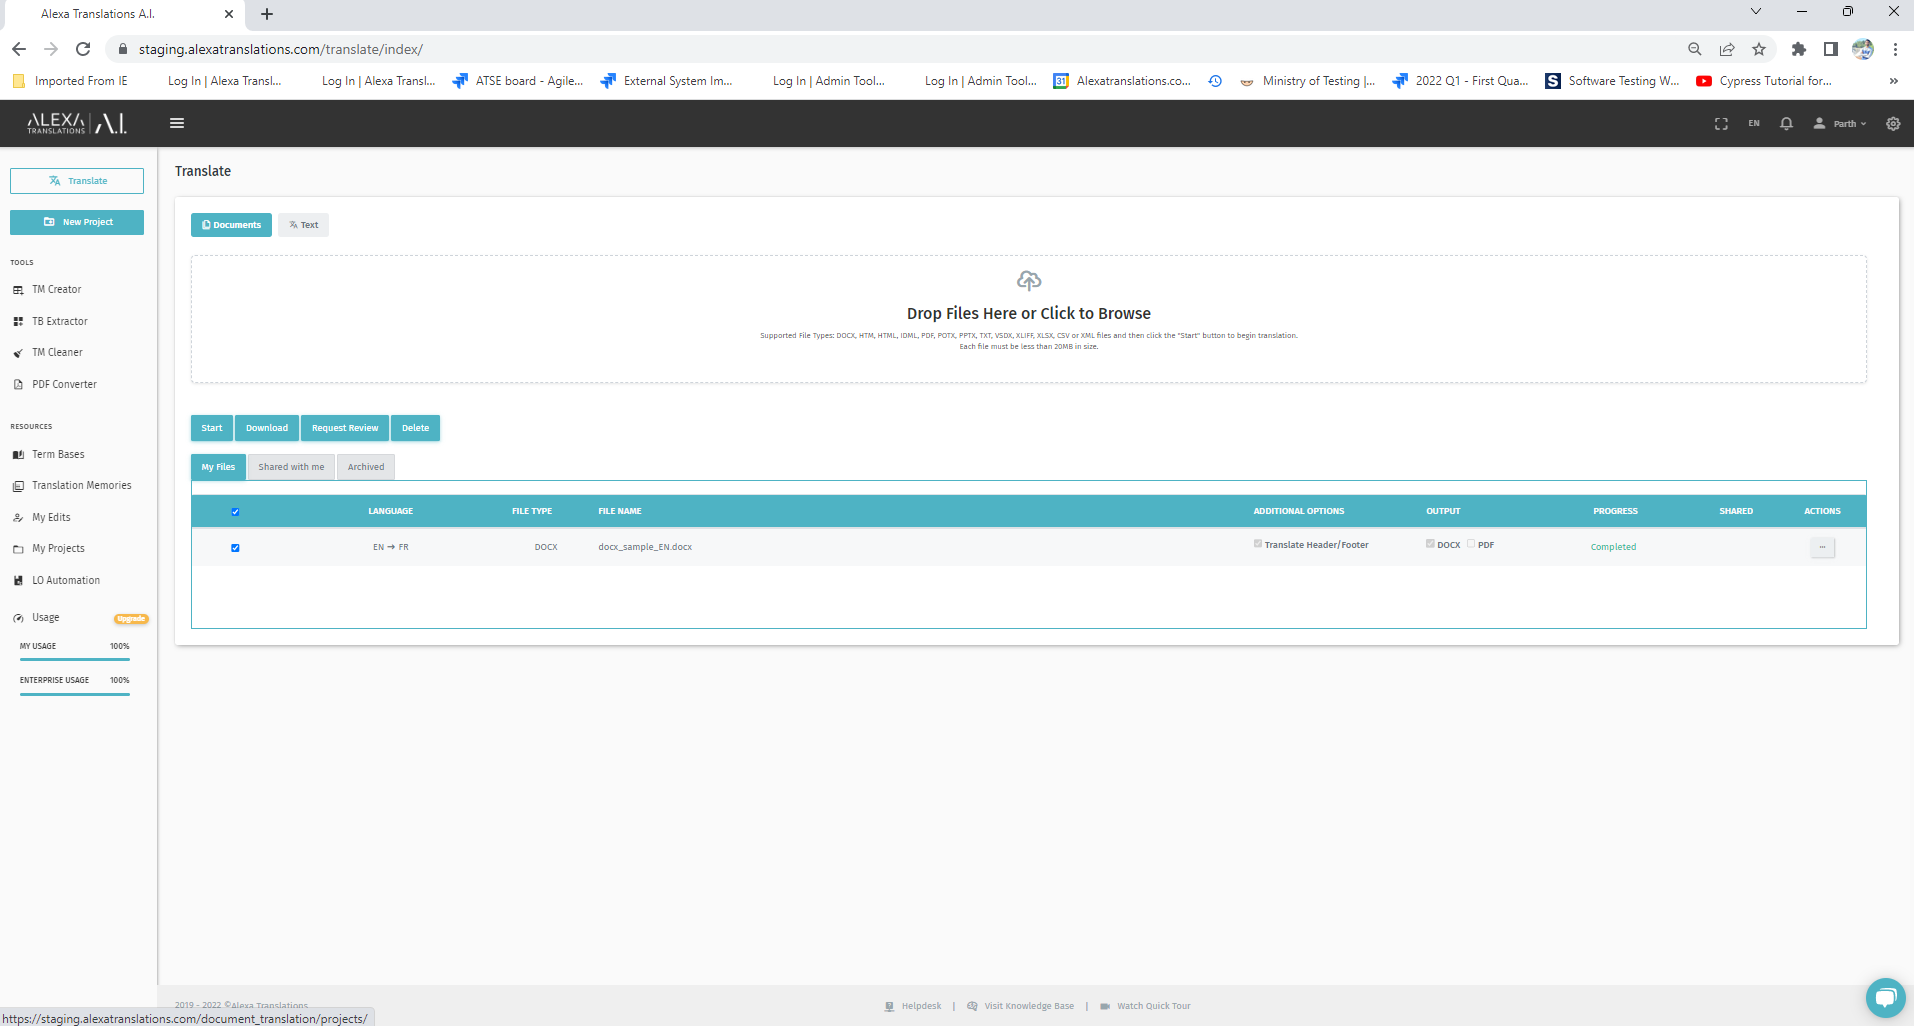 Alexa Translations A.I.
staging.alexatranslations.com/translate/index/
Imported From IE
Log In | Alexa Transl...
Log In | Alexa Transl...
ATSE board - Agile...
External System Im...
Log In | Admin Tool...
Log In | Admin Tool...
31
Alexatranslations.co...
Ministry of Testing |...
2022 Q1 - First Qua...
S
Software Testing W...
Cypress Tutorial for...
»
ALEXA
TRANSLATIONS
A.I.
EN
Parth
Translate
New Project
TOOLS
TM Creator
TB Extractor
TM Cleaner
PDF Converter
RESOURCES
Term Bases
Translation Memories
My Edits
My Projects
LO Automation
Usage
Upgrade
MY USAGE 100%
ENTERPRISE USAGE 100%
Translate
Documents
Text
Drop Files Here or Click to Browse
Supported File Types: DOCX, HTM, HTML, IDML, PDF, POTX, PPTX, TXT, VSDX, XLIFF, XLSX, CSV or XML files and then click the "Start" button to begin translation.
Each file must be less than 20MB in size.
Start
Download
Request Review
Delete
My Files
Shared with me
Archived
LANGUAGE FILE TYPE FILE NAME ADDITIONAL OPTIONS OUTPUT PROGRESS SHARED ACTIONS
EN → FR DOCX docx_sample_EN.docx Translate Header/Footer DOCX PDF Completed ...
2019 - 2022 ©Alexa Translations
Helpdesk | Visit Knowledge Base | Watch Quick Tour
https://staging.alexatranslations.com/document_translation/projects/